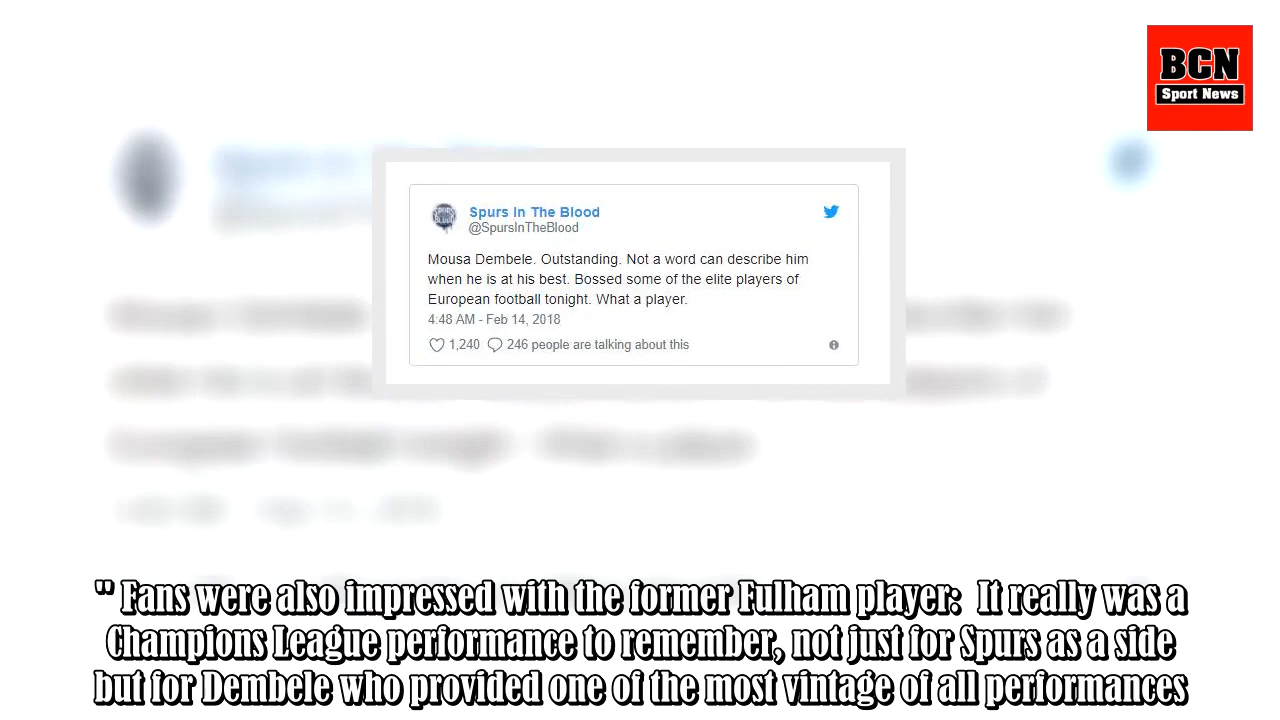 BCN
Sport News
Spurs In The Blood
@SpursInTheBlood
Mousa Dembele. Outstanding. Not a word can describe him
when he is at his best. Bossed some of the elite players of
European football tonight. What a player.
4:48 AM - Feb 14, 2018
1,240 246 people are talking about this
" Fans were also impressed with the former Fulham player: It really was a
Champions League performance to remember, not just for Spurs as a side
but for Dembele who provided one of the most vintage of all performances